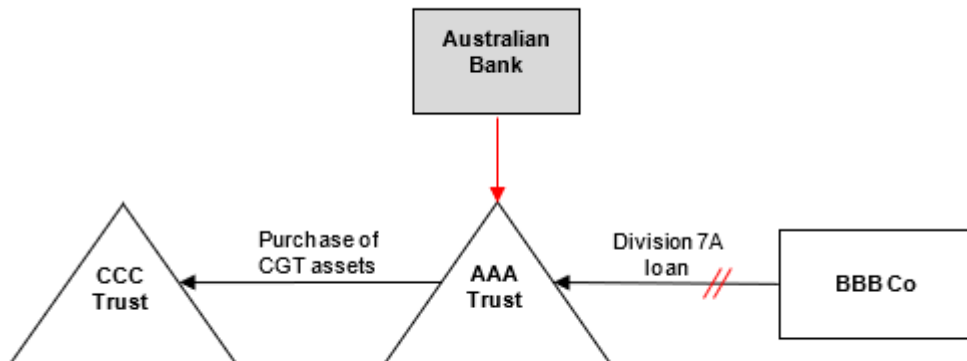 Australian
Bank
Purchase of
CGT assets
Division 7A
loan
CCC
Trust
AAA
Trust
BBB Co